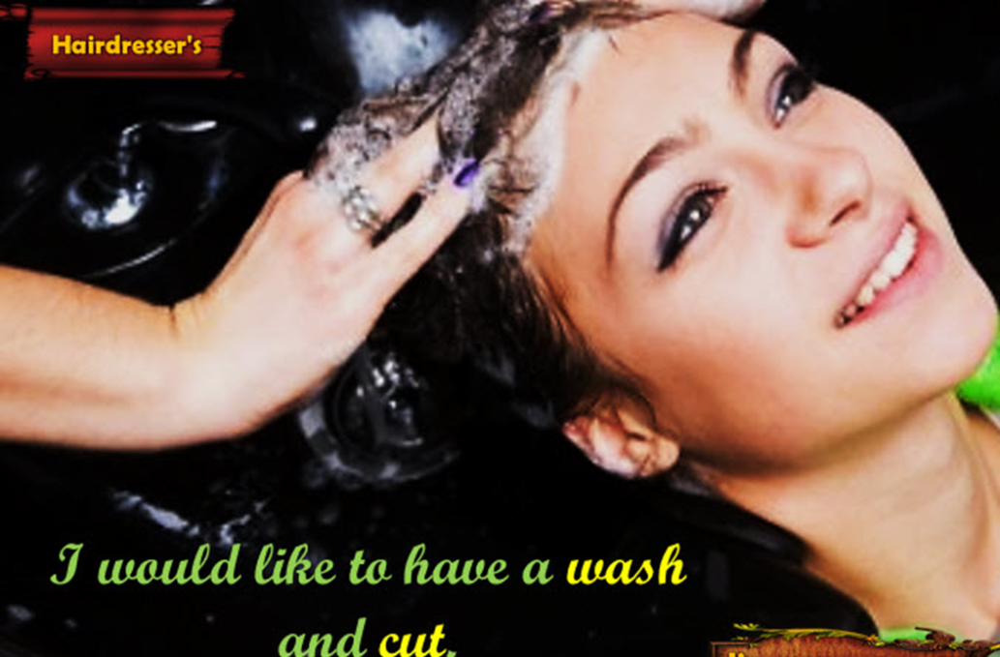 Hairdresser's
I would like to have a wash
and cut.